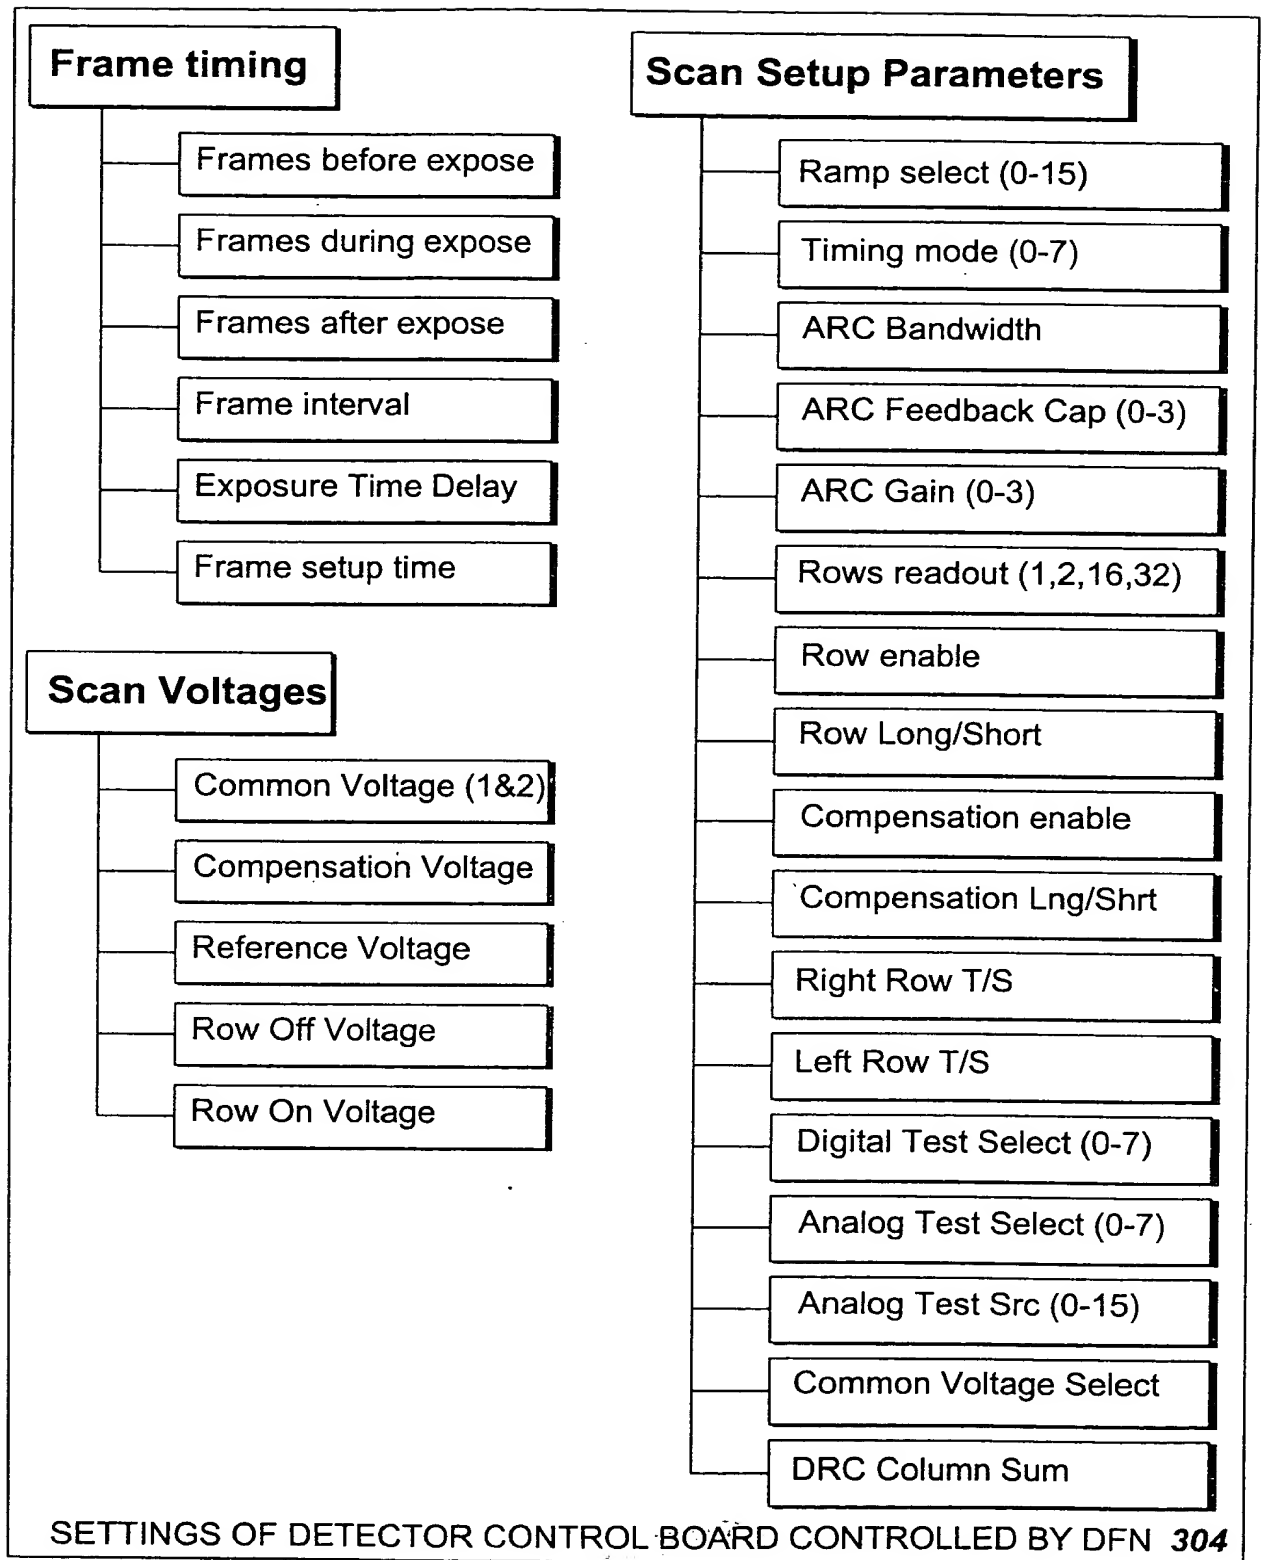 Frame timing
Frames before expose
Frames during expose
Frames after expose
Frame interval
Exposure Time Delay
Frame setup time
Scan Voltages
Common Voltage (1&2)
Compensation Voltage
Reference Voltage
Row Off Voltage
Row On Voltage
Scan Setup Parameters
Ramp select (0-15)
Timing mode (0-7)
ARC Bandwidth
ARC Feedback Cap (0-3)
ARC Gain (0-3)
Rows readout (1,2,16,32)
Row enable
Row Long/Short
Compensation enable
Compensation Lng/Shrt
Right Row T/S
Left Row T/S
Digital Test Select (0-7)
Analog Test Select (0-7)
Analog Test Src (0-15)
Common Voltage Select
DRC Column Sum
SETTINGS OF DETECTOR CONTROL BOARD CONTROLLED BY DFN 304